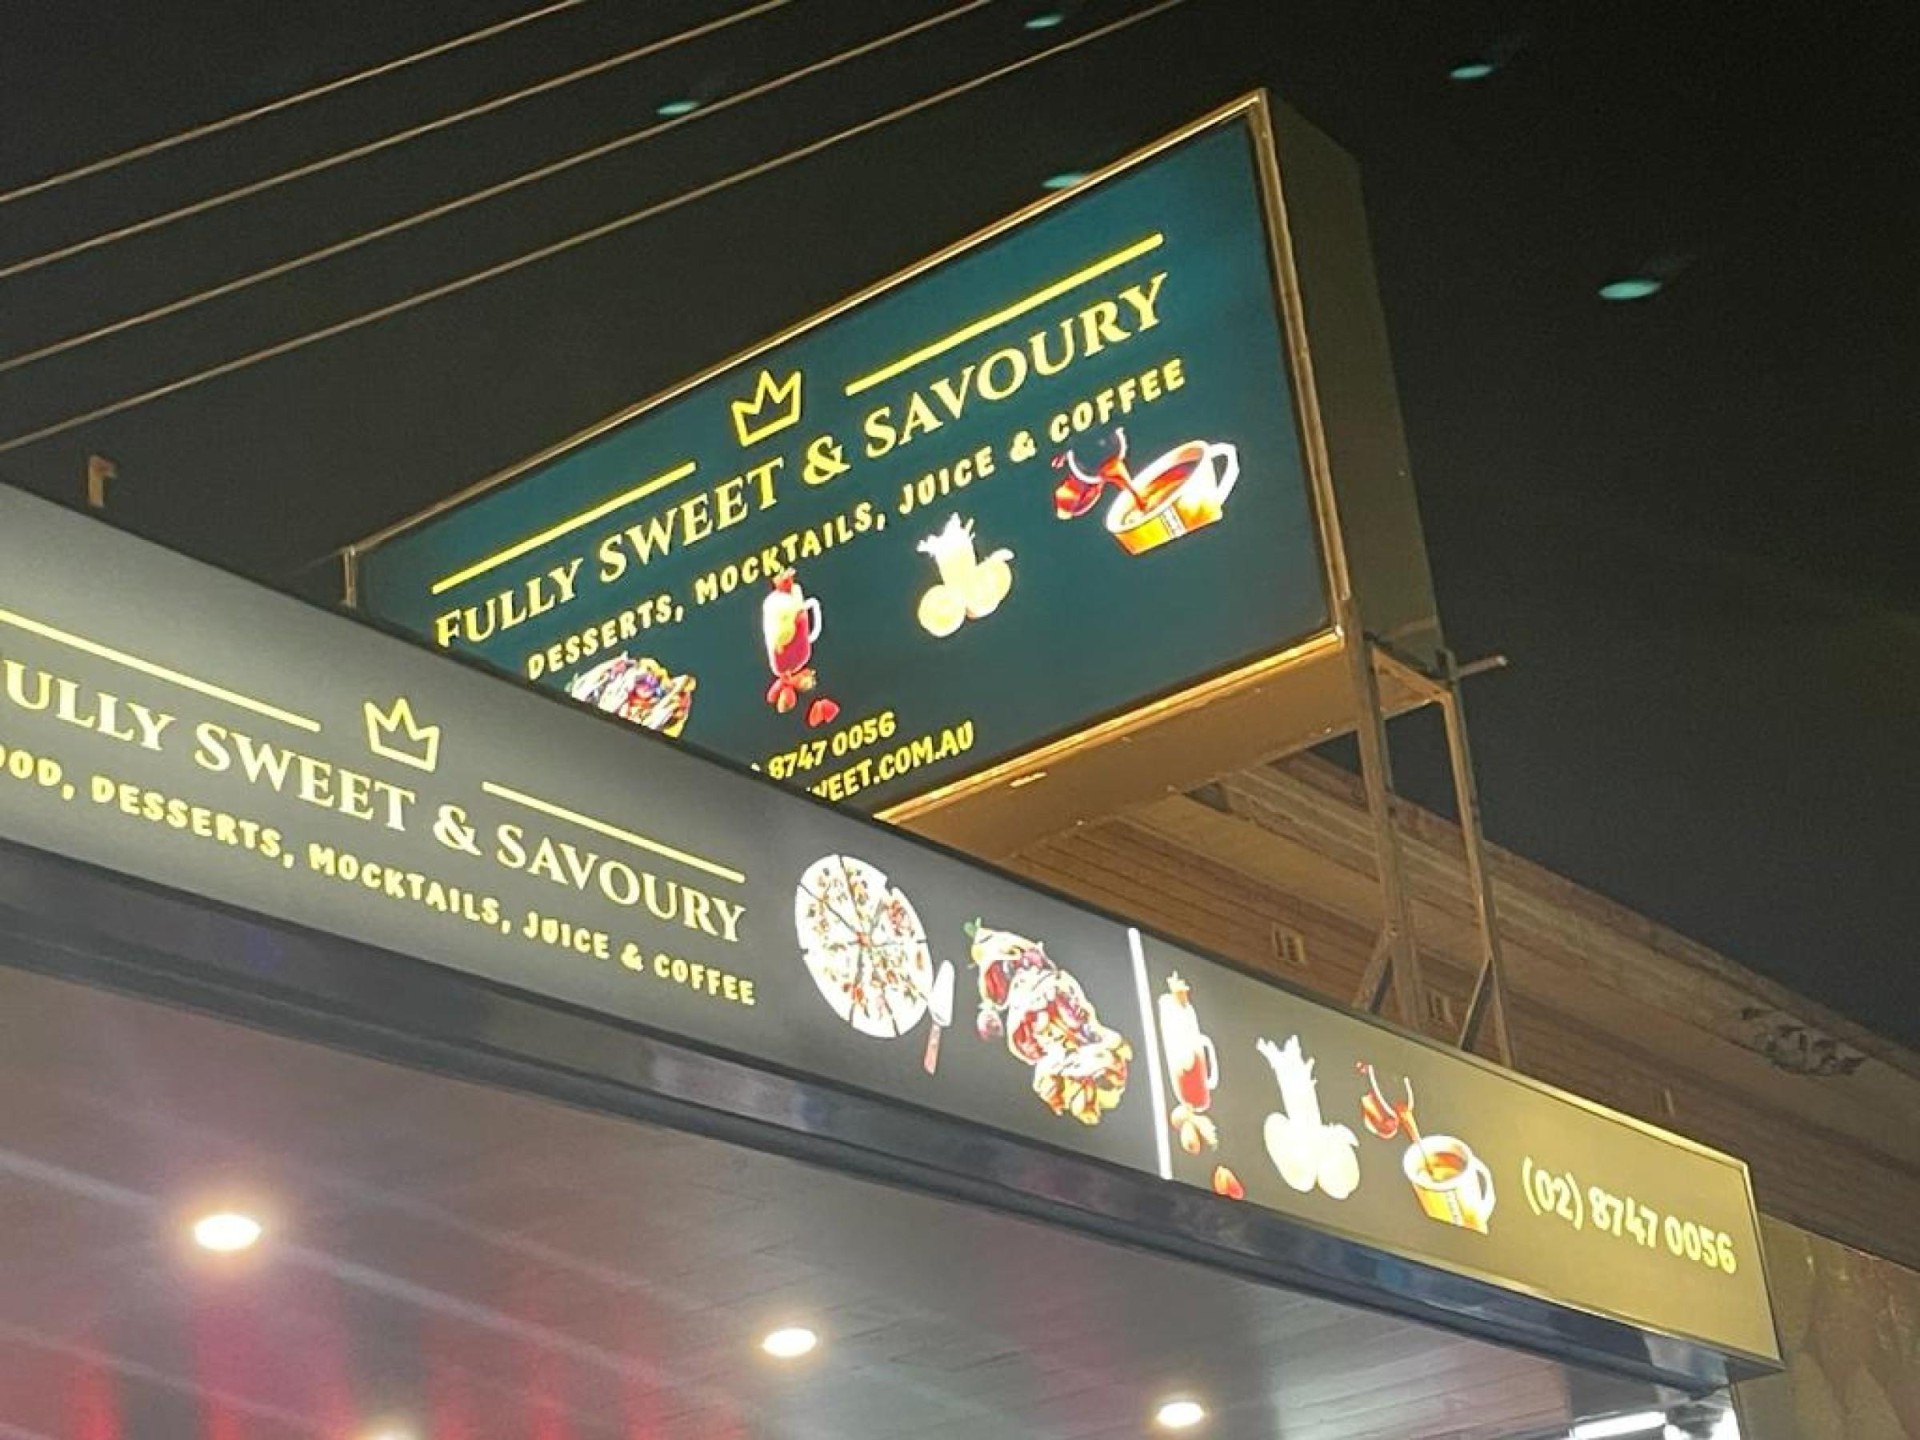 FULLY SWEET & SAVOURY
DESSERTS, MOCKTAILS, JUICE & COFFEE
8747 0056
WEET.COM.AU
ULLY SWEET & SAVOURY
OOD, DESSERTS, MOCKTAILS, JUICE & COFFEE
(02) 8747 0056